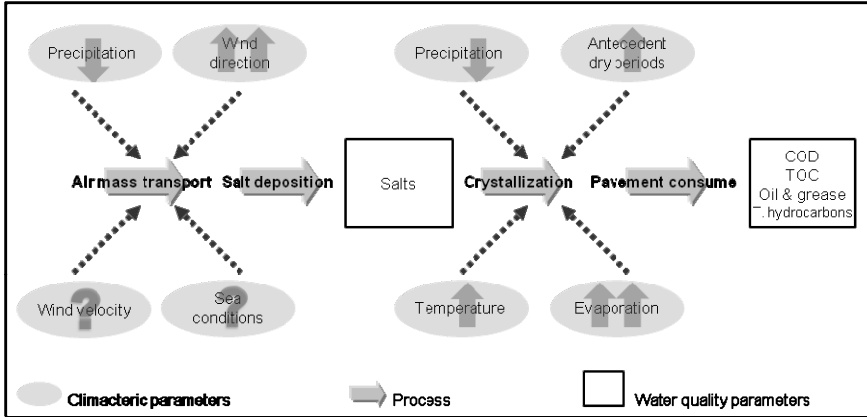 Precipitation
Wind
direction
Precipitation
Antecedent
dry periods
Air mass transport
Salt deposition
Salts
Crystallization
Pavement consume
COD
TOC
Oil & grease
T. hydrocarbons
Wind velocity
?
Sea
conditions
?
Temperature
Evaporation
Climacteric parameters
Process
Water quality parameters